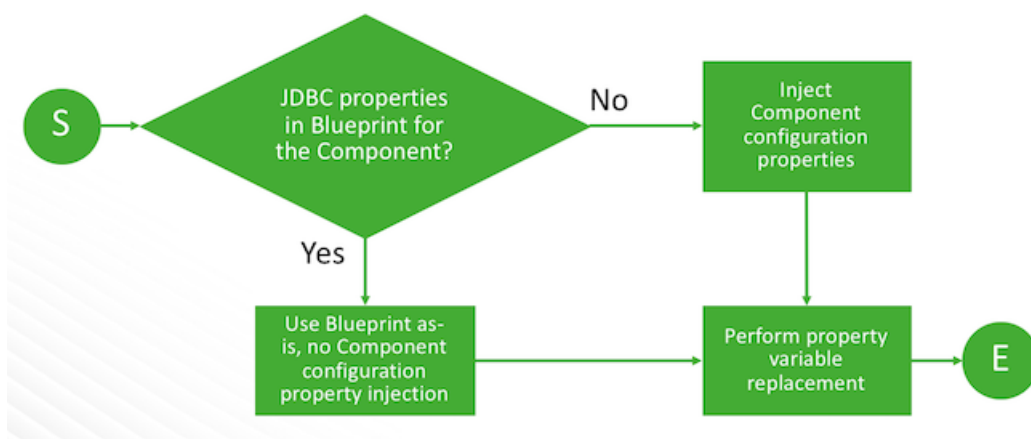 S
JDBC properties
in Blueprint for
the Component?
No
Inject
Component
configuration
properties
Yes
Use Blueprint as-
is, no Component
configuration
property injection
Perform property
variable
replacement
E